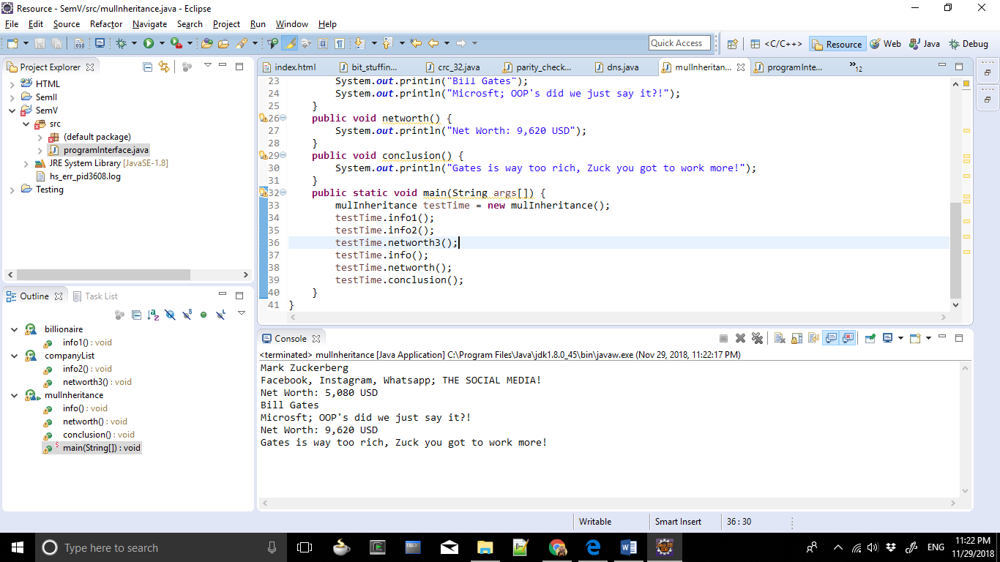 Resource - SemV/src/mulInheritance.java - Eclipse
File Edit Source Refactor Navigate Search Project Run Window Help
Quick Access
<C/C++> Resource Web Java Debug
Project Explorer
HTML
SemII
SemV
src
(default package)
programInterface.java
JRE System Library [JavaSE-1.8]
hs_err_pid3608.log
Testing
Outline Task List
billionaire
info1() : void
companyList
info2() : void
networth3() : void
mulInheritance
info() : void
networth() : void
conclusion() : void
main(String[]) : void
index.html bit_stuffin... crc_32.java parity_check... dns.java mulInheritan... programInte... »12
23 System.out.println("Bill Gates");
24 System.out.println("Microsft; OOP's did we just say it?!");
25 }
26 public void networth() {
27 System.out.println("Net Worth: 9,620 USD");
28 }
29 public void conclusion() {
30 System.out.println("Gates is way too rich, Zuck you got to work more!");
31 }
32 public static void main(String args[]) {
33 mulInheritance testTime = new mulInheritance();
34 testTime.info1();
35 testTime.info2();
36 testTime.networth3();
37 testTime.info();
38 testTime.networth();
39 testTime.conclusion();
40 }
41 }
Console
<terminated> mulInheritance [Java Application] C:\Program Files\Java\jdk1.8.0_45\bin\javaw.exe (Nov 29, 2018, 11:22:17 PM)
Mark Zuckerberg
Facebook, Instagram, Whatsapp; THE SOCIAL MEDIA!
Net Worth: 5,080 USD
Bill Gates
Microsft; OOP's did we just say it?!
Net Worth: 9,620 USD
Gates is way too rich, Zuck you got to work more!
Writable Smart Insert 36 : 30
Type here to search
ENG
11:22 PM
11/29/2018